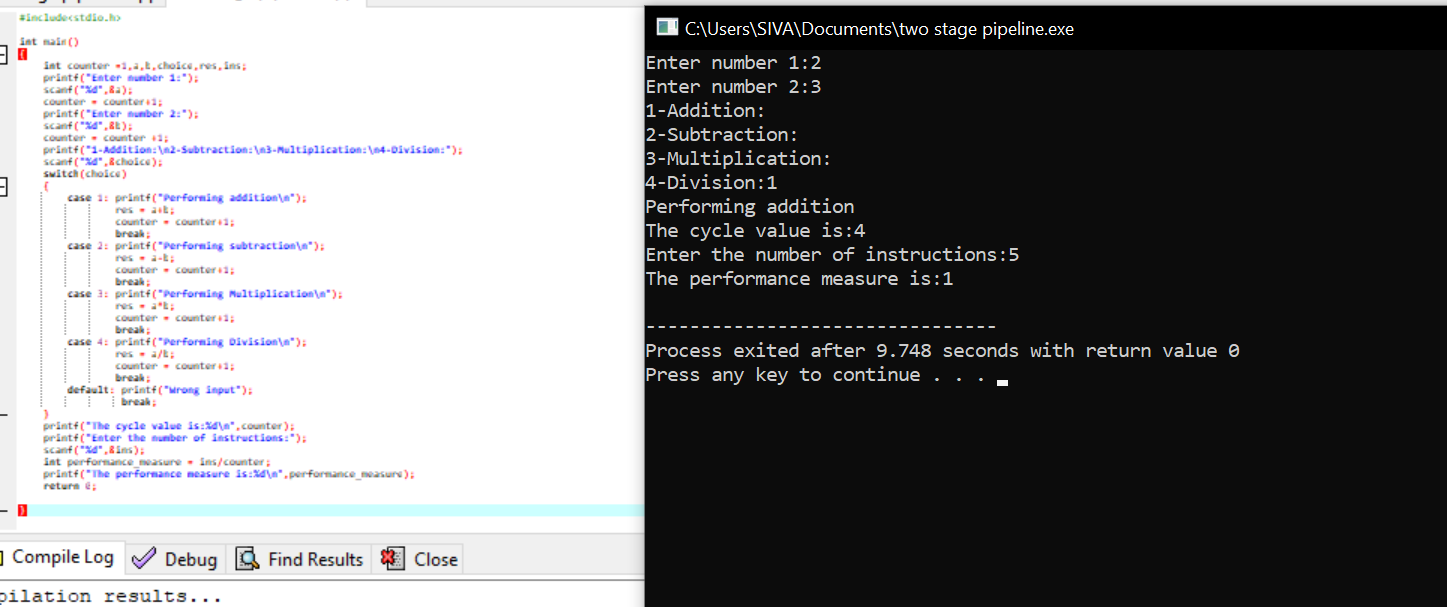 #include<stdio.h>
int main()
{
int counter =1,a,b,choice,res,ins;
printf("Enter number 1:");
scanf("%d",&a);
counter = counter+1;
printf("Enter number 2:");
scanf("%d",&b);
counter = counter +1;
printf("1-Addition:\n2-Subtraction:\n3-Multiplication:\n4-Division:");
scanf("%d",&choice);
switch(choice)
{
case 1: printf("Performing addition\n");
res = a+b;
counter = counter+1;
break;
case 2: printf("Performing subtraction\n");
res = a-b;
counter = counter+1;
break;
case 3: printf("Performing Multiplication\n");
res = a*b;
counter = counter+1;
break;
case 4: printf("Performing Division\n");
res = a/b;
counter = counter+1;
break;
default: printf("Wrong input");
break;
}
printf("The cycle value is:%d\n",counter);
printf("Enter the number of instructions:");
scanf("%d",&ins);
int performance_measure = ins/counter;
printf("The performance measure is:%d\n",performance_measure);
return 0;
}
Compile Log Debug Find Results Close
pilation results...
C:\Users\SIVA\Documents\two stage pipeline.exe
Enter number 1:2
Enter number 2:3
1-Addition:
2-Subtraction:
3-Multiplication:
4-Division:1
Performing addition
The cycle value is:4
Enter the number of instructions:5
The performance measure is:1
--------------------------------
Process exited after 9.748 seconds with return value 0
Press any key to continue . . .